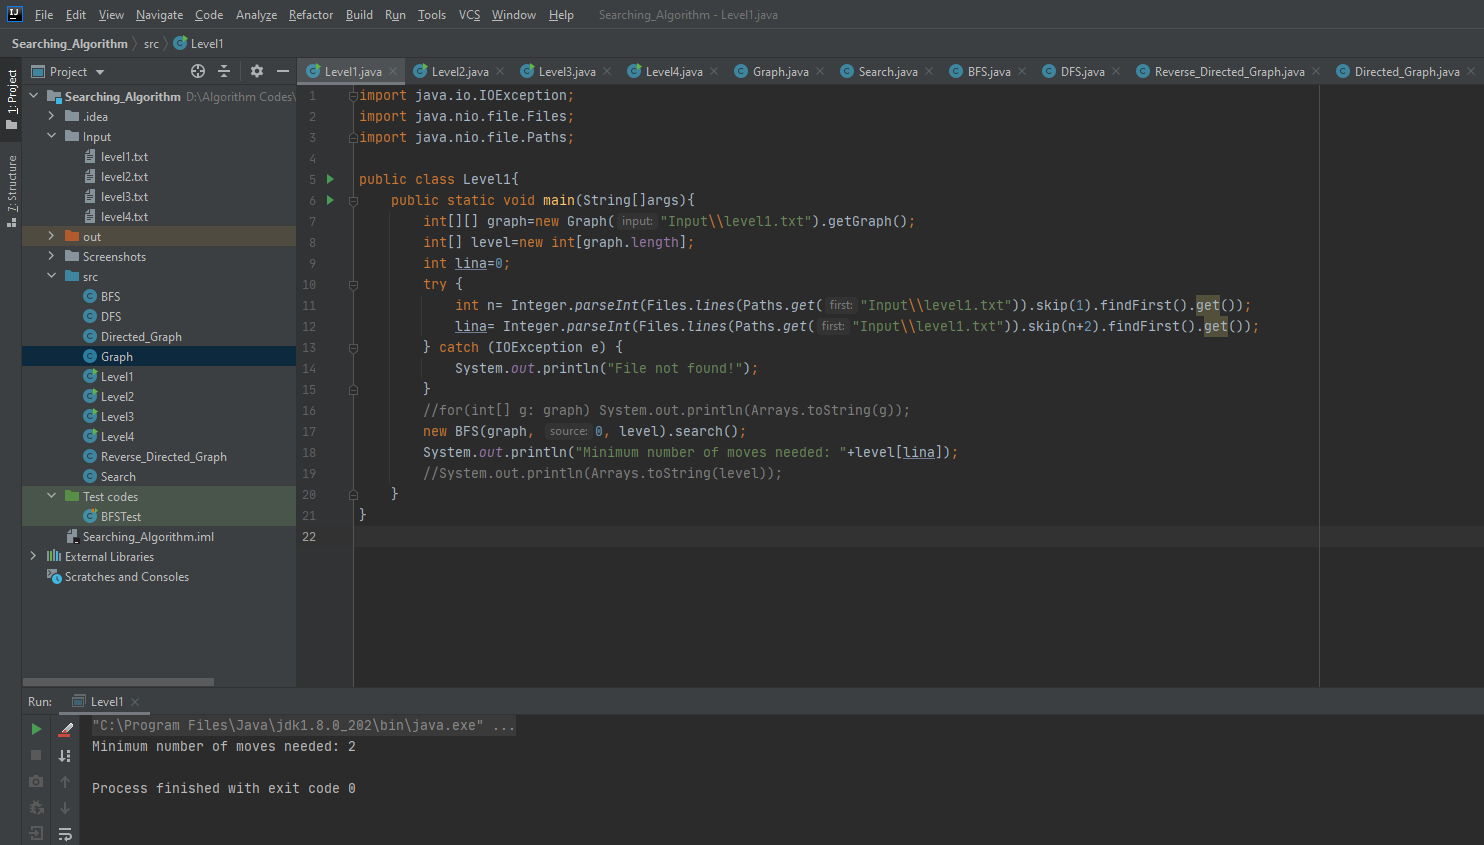 IJ File Edit View Navigate Code Analyze Refactor Build Run Tools VCS Window Help Searching_Algorithm - Level1.java
Searching_Algorithm src Level1
1: Project
7: Structure
Project
Level1.java Level2.java Level3.java Level4.java Graph.java Search.java BFS.java DFS.java Reverse_Directed_Graph.java Directed_Graph.java
Searching_Algorithm D:\Algorithm Codes\
.idea
Input
level1.txt
level2.txt
level3.txt
level4.txt
out
Screenshots
src
BFS
DFS
Directed_Graph
Graph
Level1
Level2
Level3
Level4
Reverse_Directed_Graph
Search
Test codes
BFSTest
Searching_Algorithm.iml
External Libraries
Scratches and Consoles
1 import java.io.IOException;
2 import java.nio.file.Files;
3 import java.nio.file.Paths;
4
5 public class Level1{
6 public static void main(String[]args){
7 int[][] graph=new Graph( input: "Input\\level1.txt").getGraph();
8 int[] level=new int[graph.length];
9 int lina=0;
10 try {
11 int n= Integer.parseInt(Files.lines(Paths.get( first: "Input\\level1.txt")).skip(1).findFirst().get());
12 lina= Integer.parseInt(Files.lines(Paths.get( first: "Input\\level1.txt")).skip(n+2).findFirst().get());
13 } catch (IOException e) {
14 System.out.println("File not found!");
15 }
16 //for(int[] g: graph) System.out.println(Arrays.toString(g));
17 new BFS(graph, source: 0, level).search();
18 System.out.println("Minimum number of moves needed: "+level[lina]);
19 //System.out.println(Arrays.toString(level));
20 }
21 }
22
Run: Level1
"C:\Program Files\Java\jdk1.8.0_202\bin\java.exe" ...
Minimum number of moves needed: 2
Process finished with exit code 0